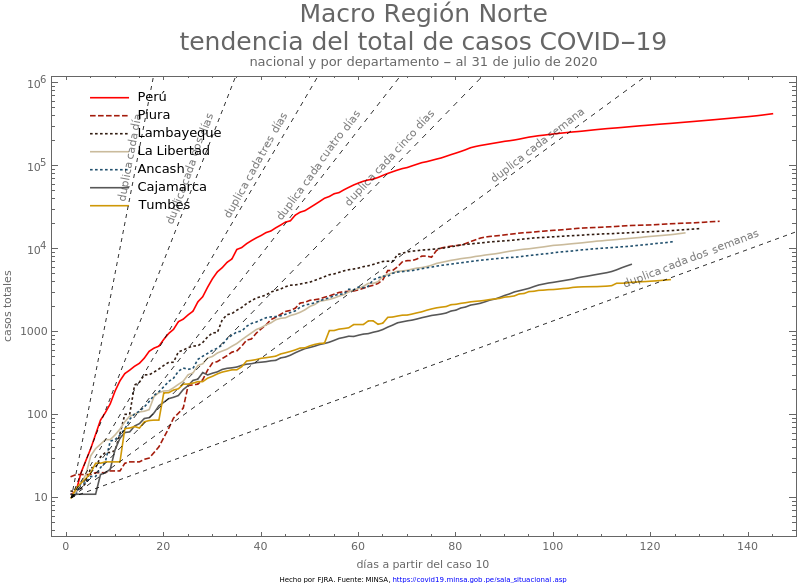 Macro Región Norte
tendencia del total de casos COVID–19
nacional y por departamento – al 31 de julio de 2020
10^6
10^5
10^4
1000
100
10
casos totales
Perú
Piura
Lambayeque
La Libertad
Ancash
Cajamarca
Tumbes
duplica cada día
duplica cada dos días
duplica cada tres días
duplica cada cuatro días
duplica cada cinco días
duplica cada semana
duplica cada dos semanas
0 20 40 60 80 100 120 140
días a partir del caso 10
Hecho por FJRA. Fuente: MINSA, https://covid19.minsa.gob.pe/sala_situacional.asp